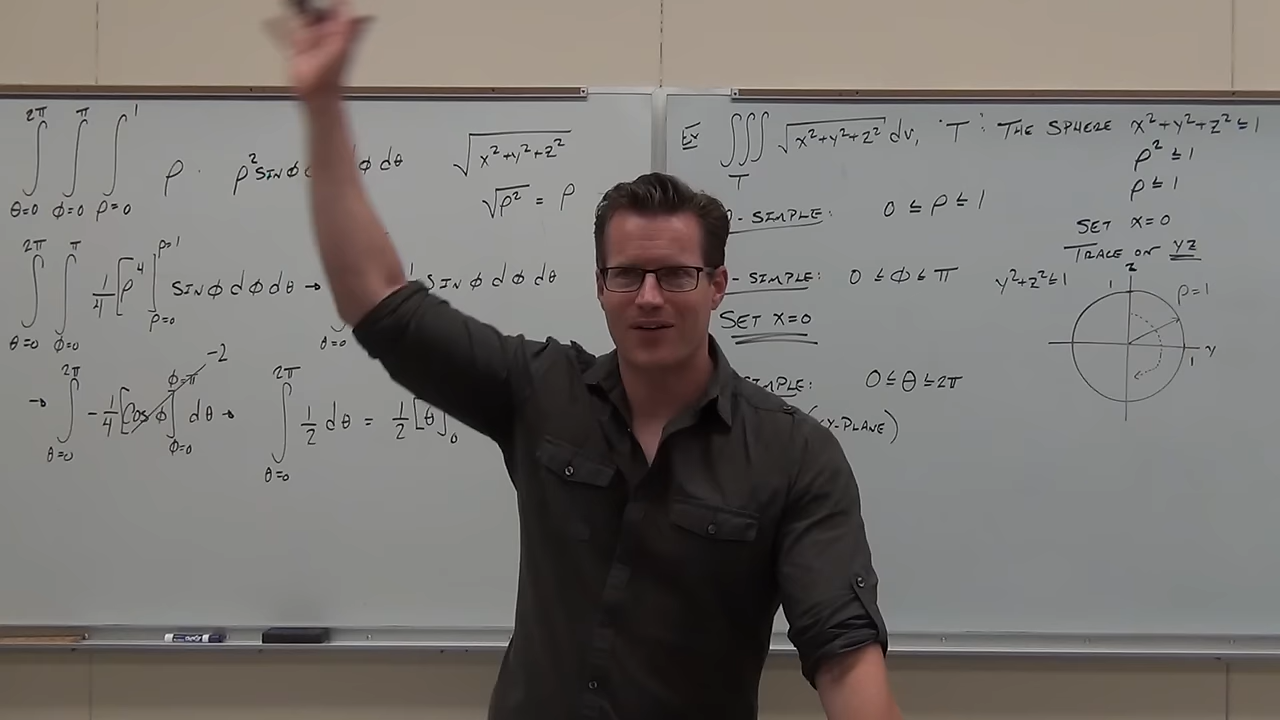 2π π 1
∫ ∫ ∫ ρ · ρ² SIN φ dφ dθ
θ=0 φ=0 ρ=0
√x²+y²+z²
√ρ² = ρ
2π π ρ=1
∫ ∫ 1/4 [ρ⁴ SIN φ dφ dθ → SIN φ dφ dθ
θ=0 φ=0 ρ=0 θ=0
2π φ=π -2 2π
→ ∫ -1/4 [COS φ dθ → ∫ 1/2 dθ = 1/2 [θ]₀
θ=0 φ=0 θ=0
Ex ∫∫∫ √x²+y²+z² dv, "T": THE SPHERE x²+y²+z² ≤ 1
T
ρ² ≤ 1
ρ ≤ 1
- SIMPLE: 0 ≤ ρ ≤ 1
SET x=0
TRACE ON YZ
- SIMPLE: 0 ≤ φ ≤ π
SET X=0
y²+z² ≤ 1
z
1
ρ=1
y
1
SIMPLE: 0 ≤ θ ≤ 2π
(XY-PLANE)